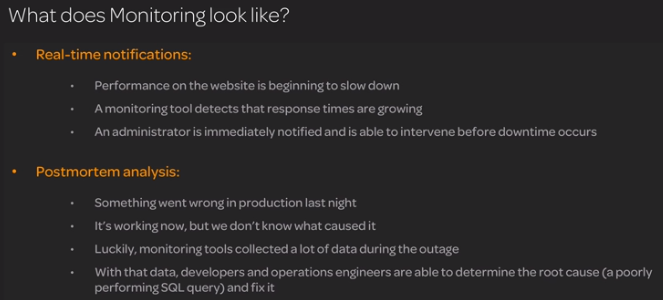 What does Monitoring look like?
• Real-time notifications:
• Performance on the website is beginning to slow down
• A monitoring tool detects that response times are growing
• An administrator is immediately notified and is able to intervene before downtime occurs
• Postmortem analysis:
• Something went wrong in production last night
• It's working now, but we don't know what caused it
• Luckily, monitoring tools collected a lot of data during the outage
• With that data, developers and operations engineers are able to determine the root cause (a poorly
performing SQL query) and fix it